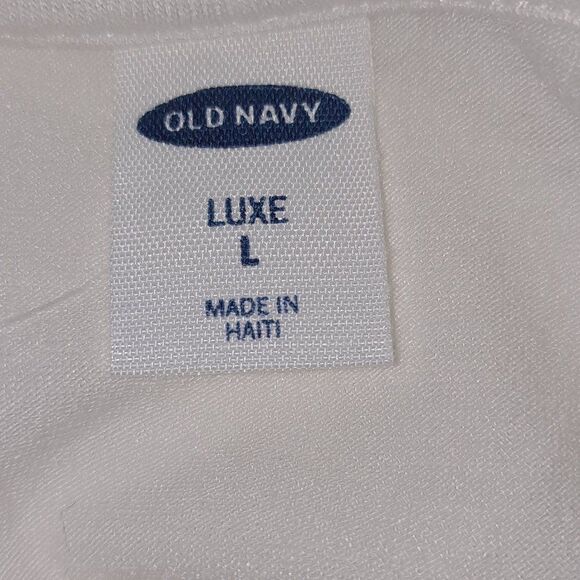 OLD NAVY
LUXE
L
MADE IN
HAITI